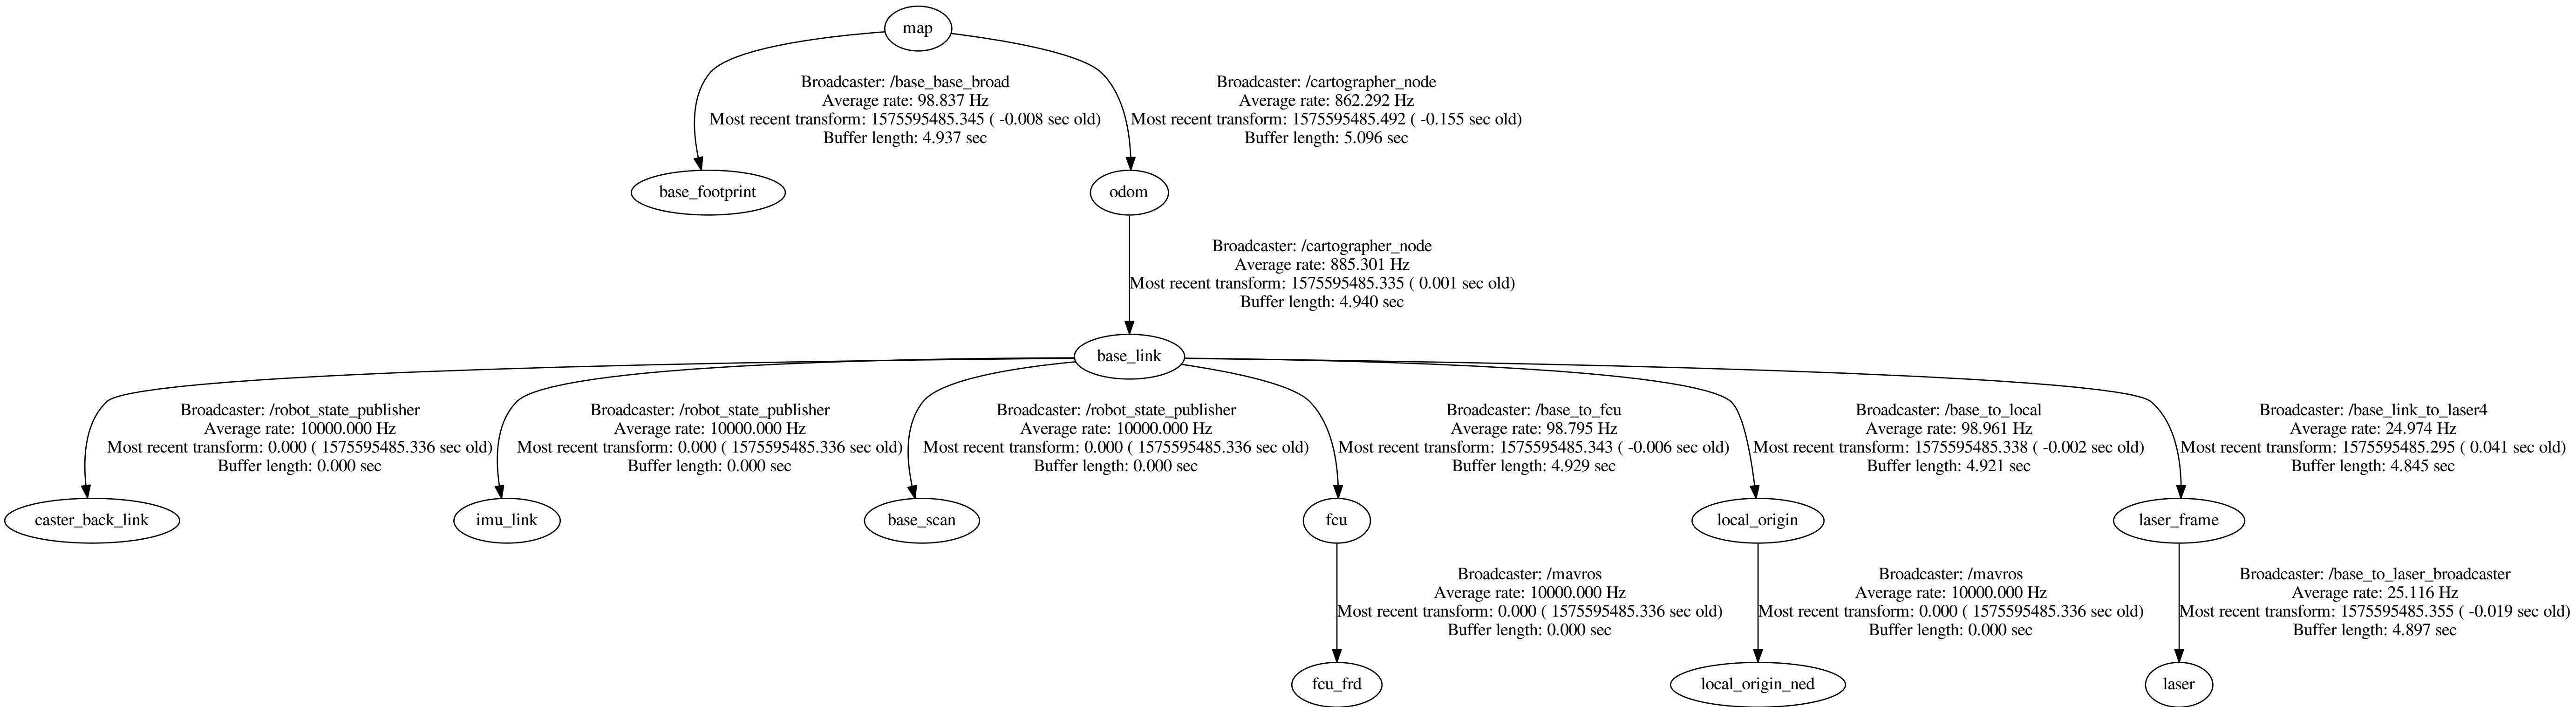 map
Broadcaster: /base_base_broad
Average rate: 98.837 Hz
Most recent transform: 1575595485.345 ( -0.008 sec old)
Buffer length: 4.937 sec
Broadcaster: /cartographer_node
Average rate: 862.292 Hz
Most recent transform: 1575595485.492 ( -0.155 sec old)
Buffer length: 5.096 sec
base_footprint
odom
Broadcaster: /cartographer_node
Average rate: 885.301 Hz
Most recent transform: 1575595485.335 ( 0.001 sec old)
Buffer length: 4.940 sec
base_link
Broadcaster: /robot_state_publisher
Average rate: 10000.000 Hz
Most recent transform: 0.000 ( 1575595485.336 sec old)
Buffer length: 0.000 sec
Broadcaster: /robot_state_publisher
Average rate: 10000.000 Hz
Most recent transform: 0.000 ( 1575595485.336 sec old)
Buffer length: 0.000 sec
Broadcaster: /robot_state_publisher
Average rate: 10000.000 Hz
Most recent transform: 0.000 ( 1575595485.336 sec old)
Buffer length: 0.000 sec
Broadcaster: /base_to_fcu
Average rate: 98.795 Hz
Most recent transform: 1575595485.343 ( -0.006 sec old)
Buffer length: 4.929 sec
Broadcaster: /base_to_local
Average rate: 98.961 Hz
Most recent transform: 1575595485.338 ( -0.002 sec old)
Buffer length: 4.921 sec
Broadcaster: /base_link_to_laser4
Average rate: 24.974 Hz
Most recent transform: 1575595485.295 ( 0.041 sec old)
Buffer length: 4.845 sec
caster_back_link
imu_link
base_scan
fcu
local_origin
laser_frame
Broadcaster: /mavros
Average rate: 10000.000 Hz
Most recent transform: 0.000 ( 1575595485.336 sec old)
Buffer length: 0.000 sec
Broadcaster: /mavros
Average rate: 10000.000 Hz
Most recent transform: 0.000 ( 1575595485.336 sec old)
Buffer length: 0.000 sec
Broadcaster: /base_to_laser_broadcaster
Average rate: 25.116 Hz
Most recent transform: 1575595485.355 ( -0.019 sec old)
Buffer length: 4.897 sec
fcu_frd
local_origin_ned
laser